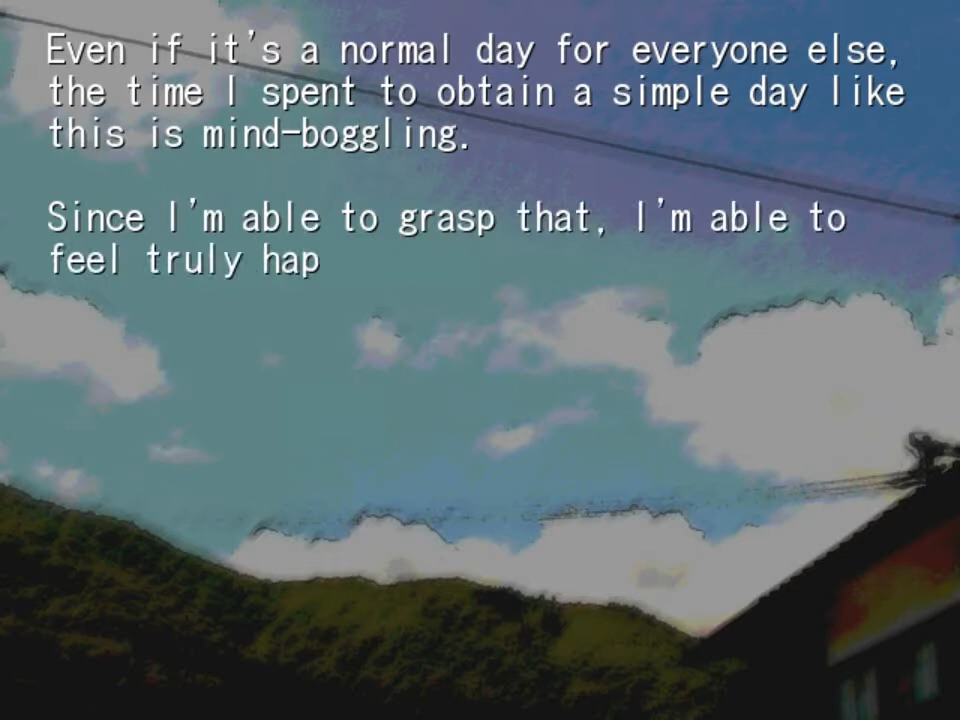 Even if it's a normal day for everyone else,
the time I spent to obtain a simple day like
this is mind-boggling.
Since I'm able to grasp that, I'm able to
feel truly hap